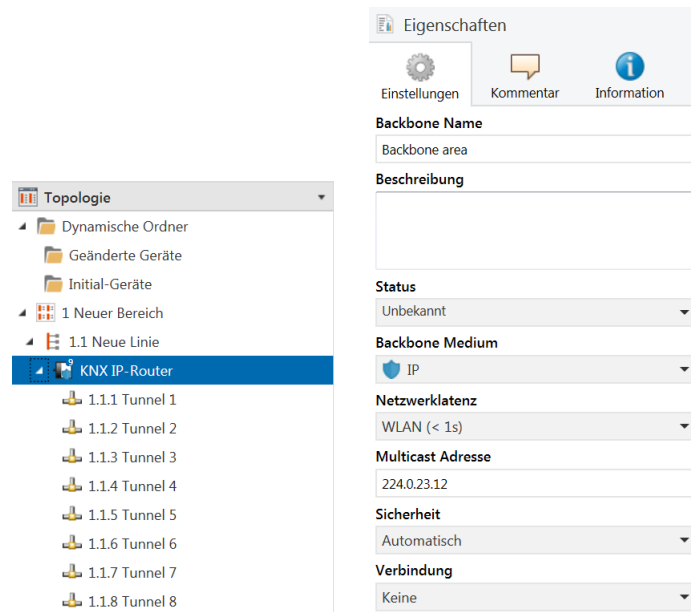 Topologie
Dynamische Ordner
Geänderte Geräte
Initial-Geräte
1 Neuer Bereich
1.1 Neue Linie
9
KNX IP-Router
1.1.1 Tunnel 1
1.1.2 Tunnel 2
1.1.3 Tunnel 3
1.1.4 Tunnel 4
1.1.5 Tunnel 5
1.1.6 Tunnel 6
1.1.7 Tunnel 7
1.1.8 Tunnel 8
Eigenschaften
Einstellungen
Kommentar
Information
Backbone Name
Backbone area
Beschreibung
Status
Unbekannt
Backbone Medium
IP
Netzwerklatenz
WLAN (< 1s)
Multicast Adresse
224.0.23.12
Sicherheit
Automatisch
Verbindung
Keine